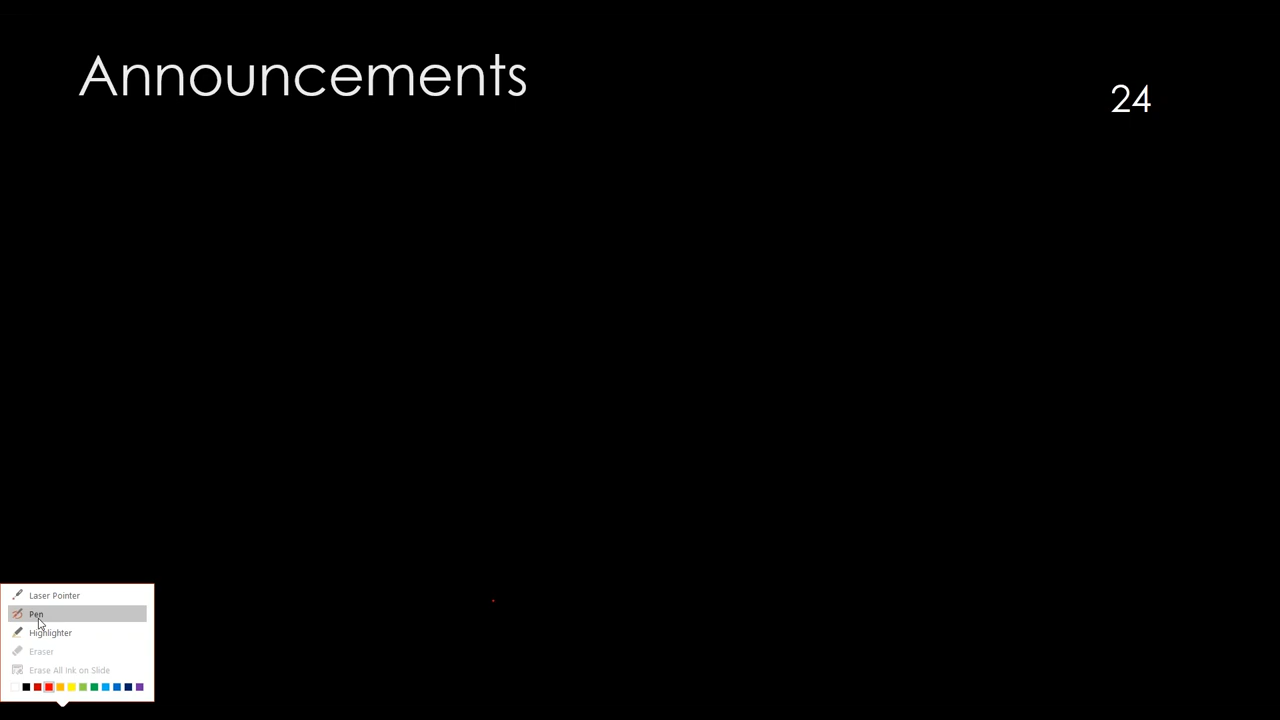 Announcements
24
Laser Pointer
Pen
Highlighter
Eraser
Erase All Ink on Slide